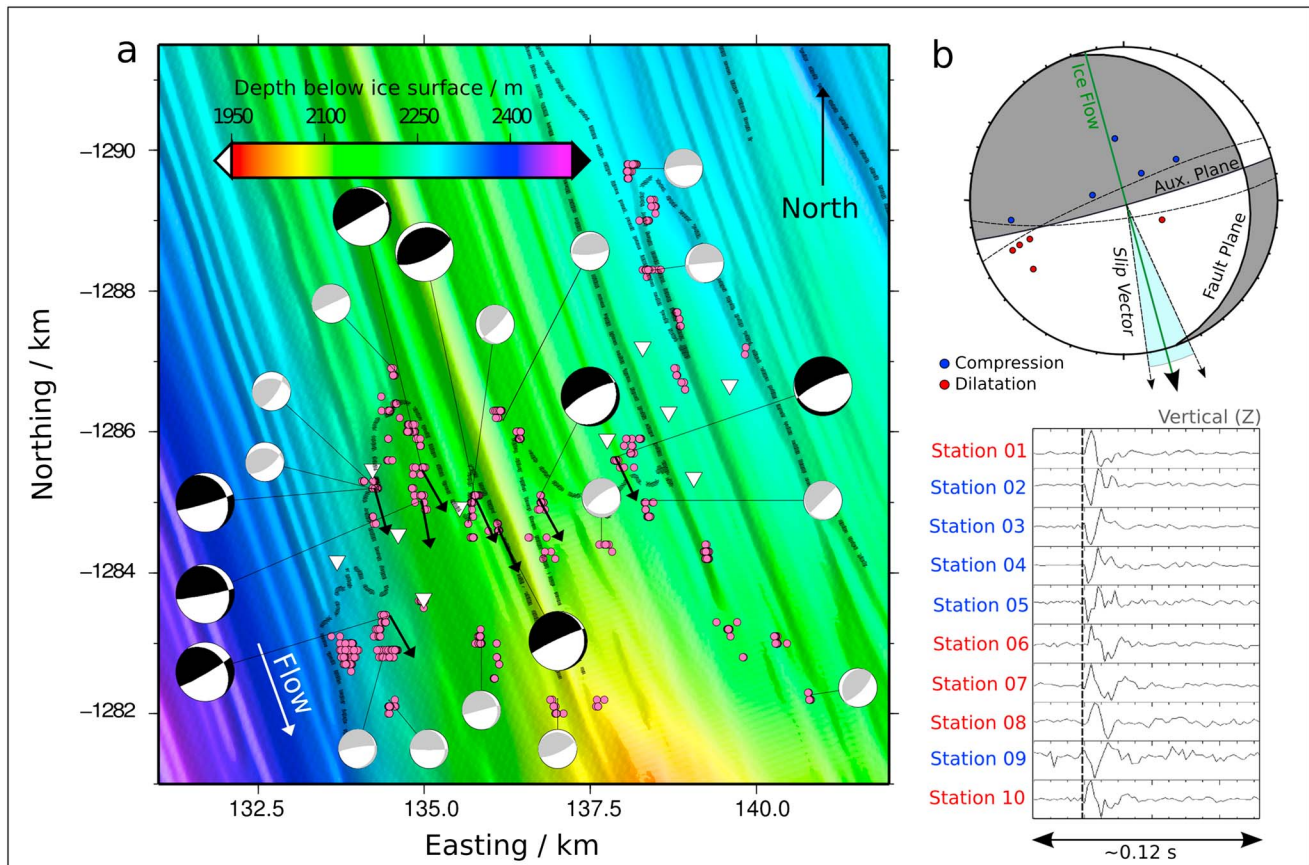 a
Depth below ice surface / m
1950 2100 2250 2400
−1290
−1288
−1286
−1284
−1282
Northing / km
North
Flow
132.5 135.0 137.5 140.0
Easting / km
b
Ice Flow
Aux. Plane
Fault Plane
Slip Vector
Compression
Dilatation
Vertical (Z)
Station 01
Station 02
Station 03
Station 04
Station 05
Station 06
Station 07
Station 08
Station 09
Station 10
~0.12 s